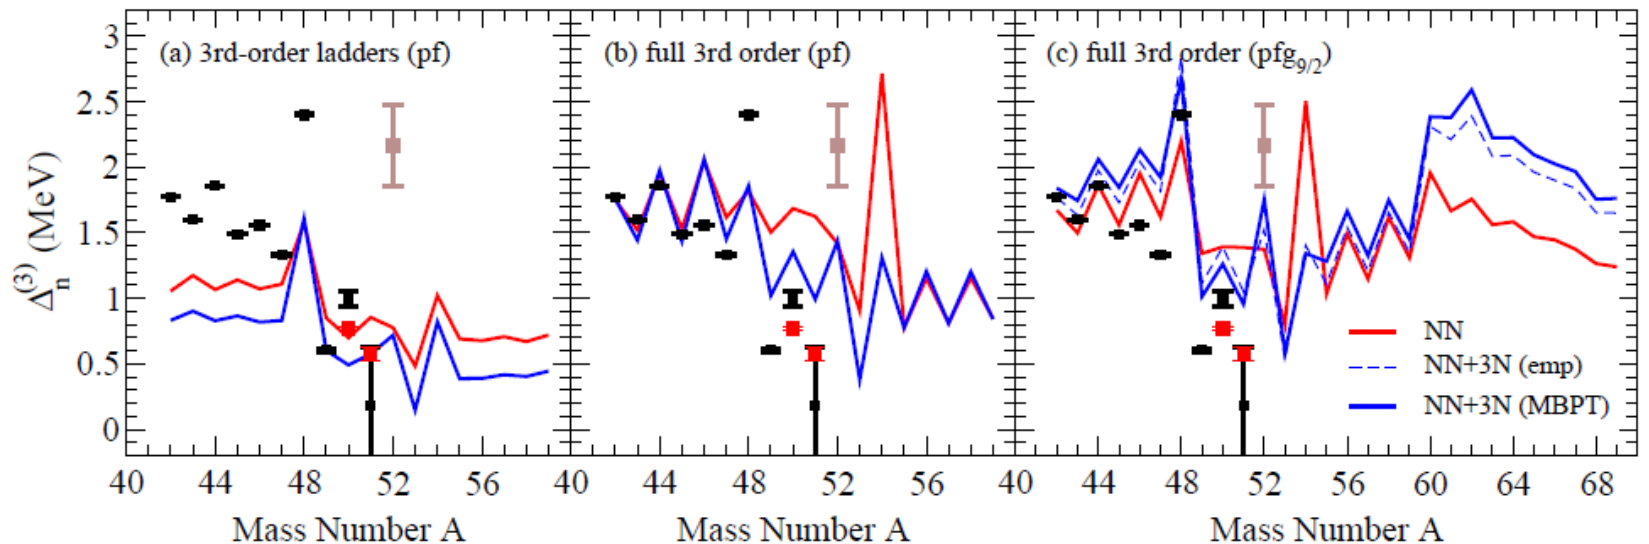 (a) 3rd-order ladders (pf)
(b) full 3rd order (pf)
(c) full 3rd order (pfg9/2)
3
2.5
2
1.5
1
0.5
0
Δn(3) (MeV)
NN
NN+3N (emp)
NN+3N (MBPT)
40 44 48 52 56 40 44 48 52 56 40 44 48 52 56 60 64 68
Mass Number A Mass Number A Mass Number A